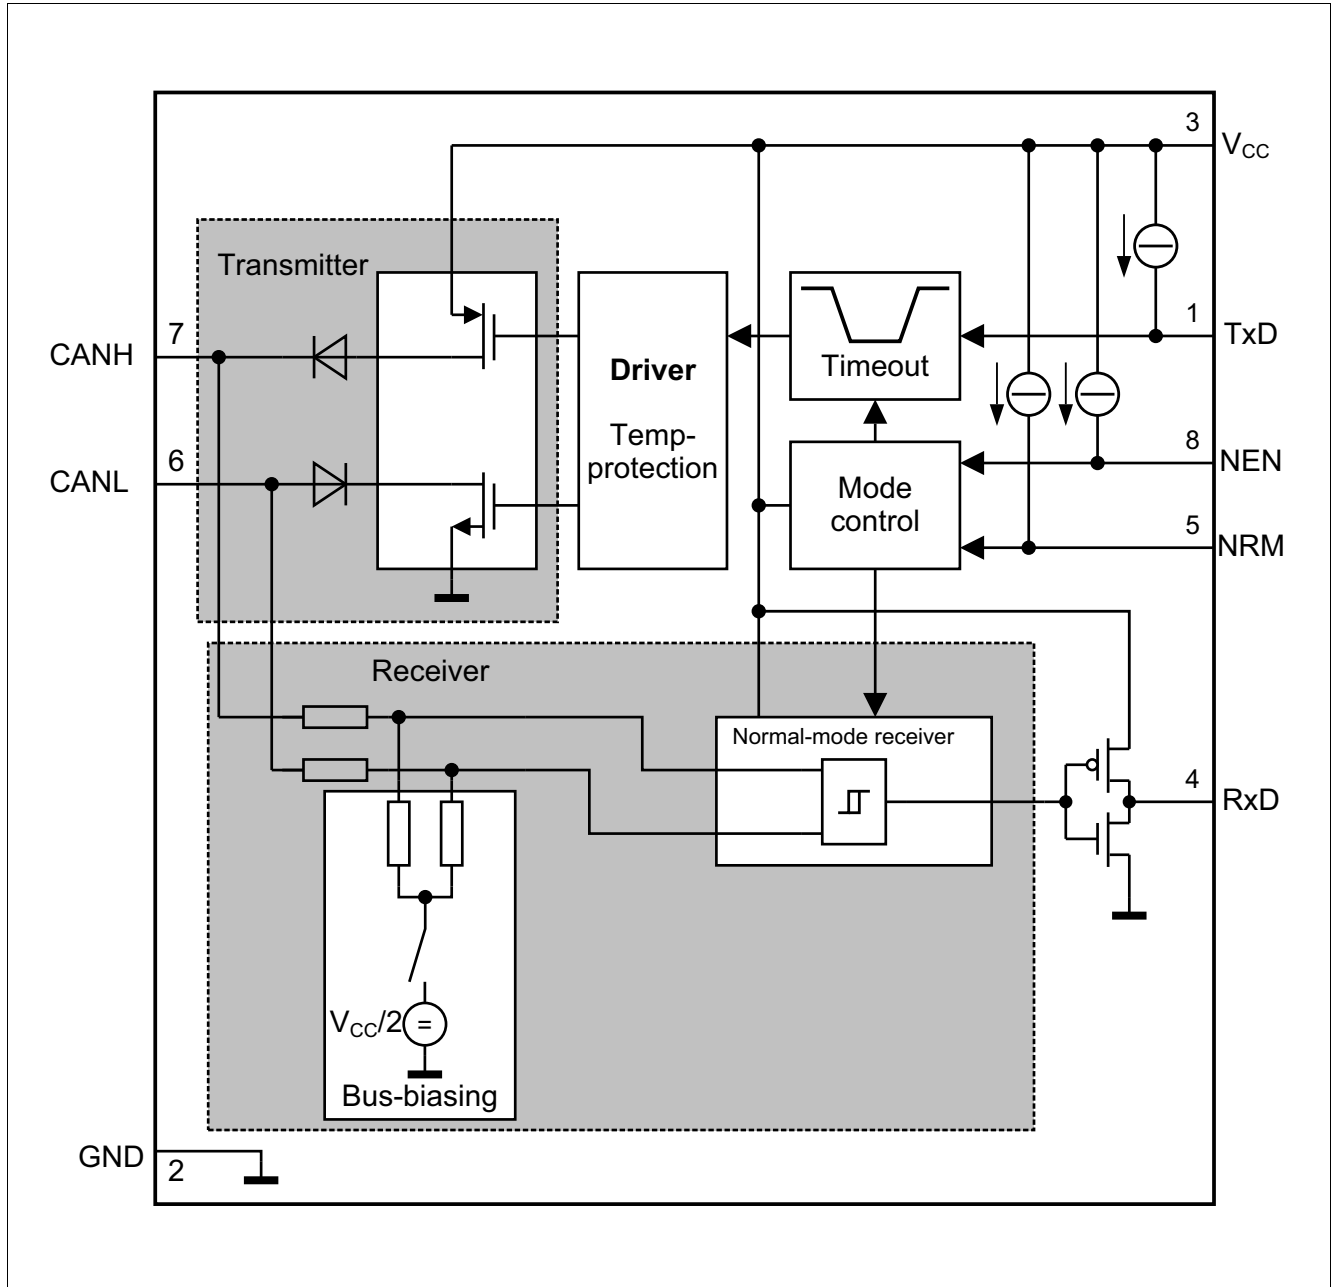 3
VCC
Transmitter
1
TxD
7
CANH
Timeout
Driver
Temp-
protection
8
NEN
6
CANL
Mode
control
5
NRM
Receiver
Normal-mode receiver
4
RxD
VCC/2
=
Bus-biasing
GND
2